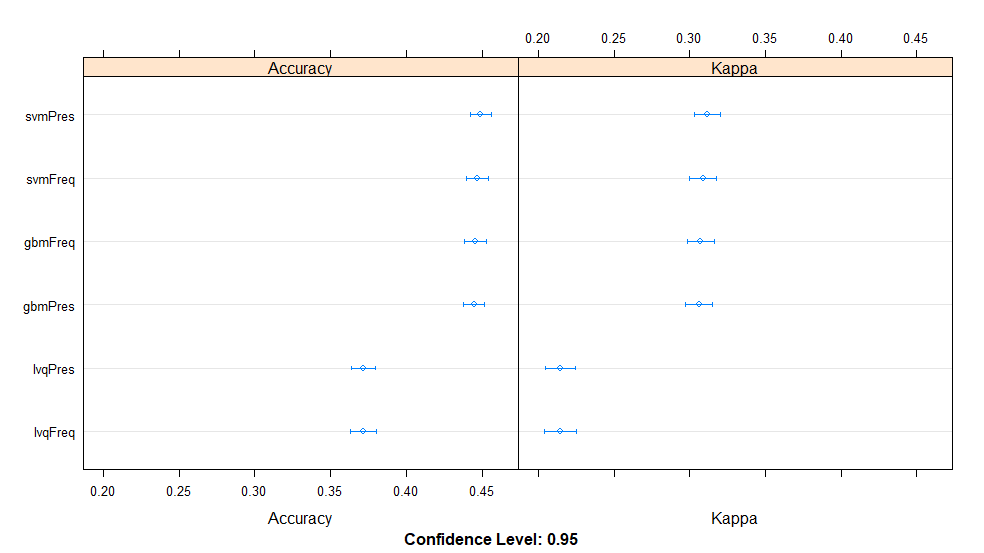 0.20 0.25 0.30 0.35 0.40 0.45
Accuracy Kappa
svmPres
svmFreq
gbmFreq
gbmPres
lvqPres
lvqFreq
0.20 0.25 0.30 0.35 0.40 0.45
Accuracy Kappa
Confidence Level: 0.95